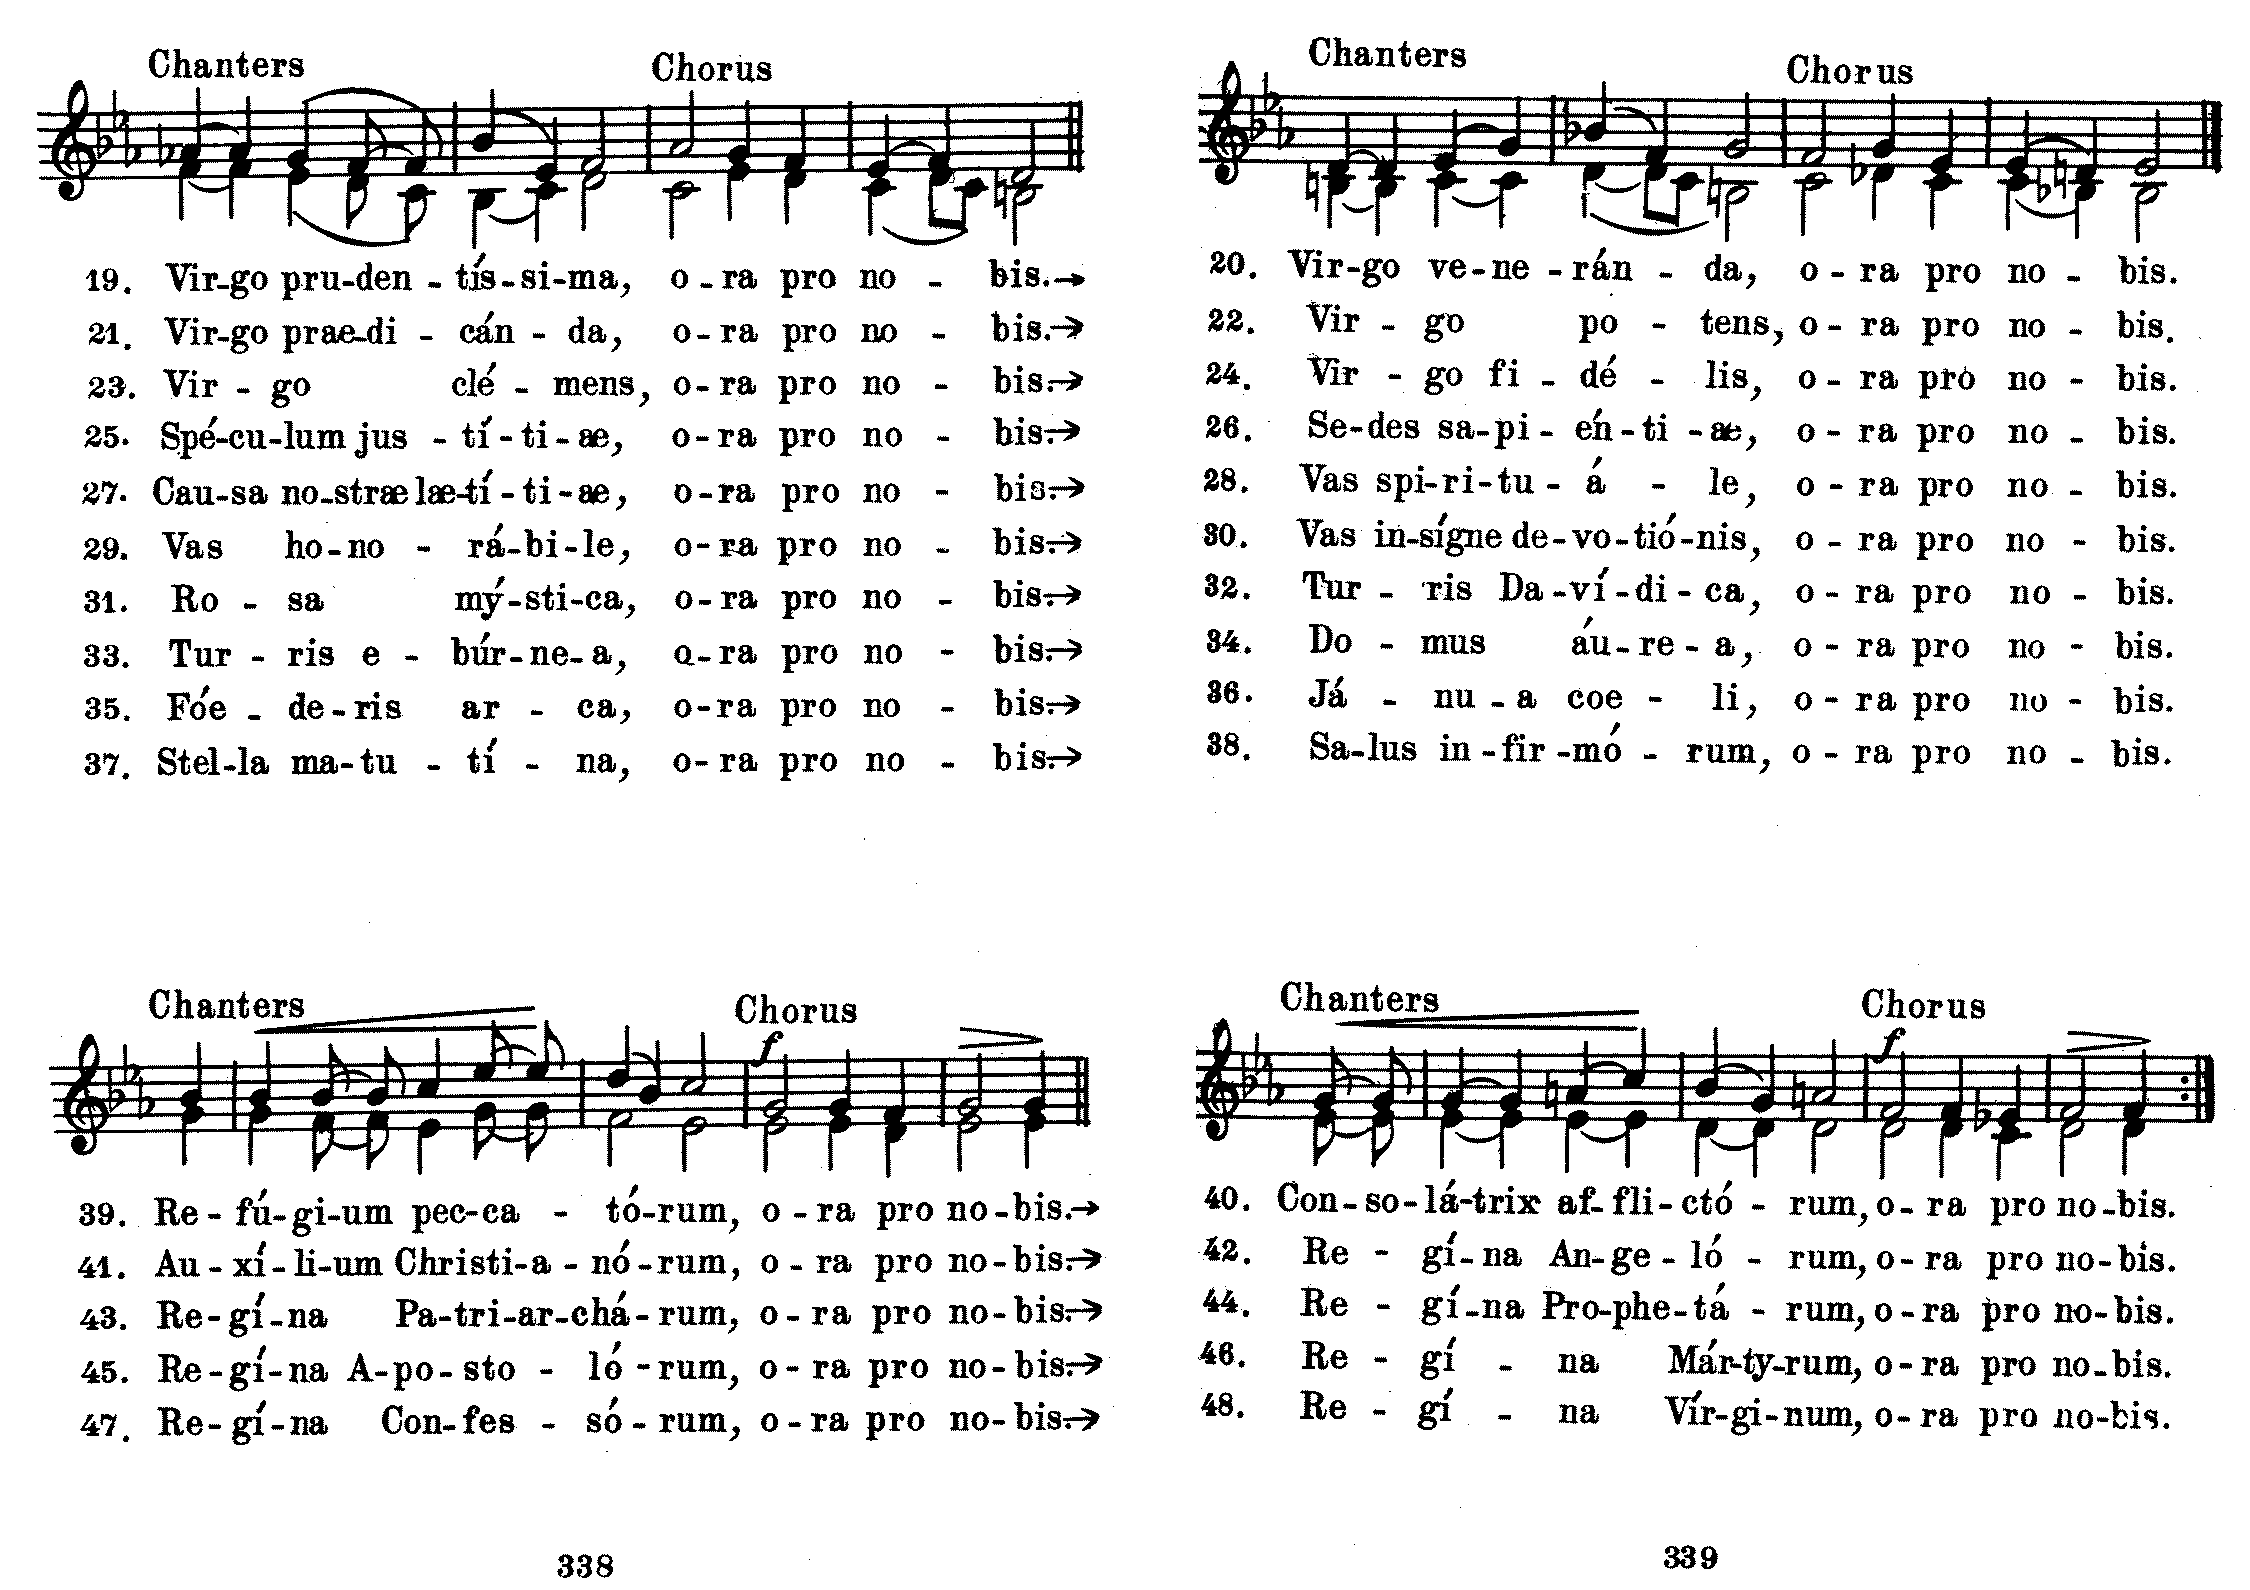 Chanters Chorus
19. Vir-go pru-den - tís-si-ma, o - ra pro no - bis.→
21. Vir-go prae-di - cán - da, o-ra pro no - bis.→
23. Vir - go clé - mens, o-ra pro no - bis.→
25. Spé-cu-lum jus - tí-ti-ae, o-ra pro no - bis.→
27. Cau-sa no-stræ læ-tí-ti-ae, o-ra pro no - bis.→
29. Vas ho-no - rá-bi-le, o-ra pro no - bis.→
31. Ro - sa mý-sti-ca, o-ra pro no - bis.→
33. Tur - ris e - búr-ne-a, o-ra pro no - bis.→
35. Fóe - de-ris ar - ca, o-ra pro no - bis.→
37. Stel-la ma-tu - tí - na, o-ra pro no - bis.→
Chanters Chorus
f
39. Re-fú-gi-um pec-ca - tó-rum, o-ra pro no-bis.→
41. Au-xí-li-um Christi-a-nó-rum, o-ra pro no-bis.→
43. Re-gí-na Pa-tri-ar-chá-rum, o-ra pro no-bis.→
45. Re-gí-na A-po-sto - ló-rum, o-ra pro no-bis.→
47. Re-gí-na Con-fes - só-rum, o-ra pro no-bis.→
338
Chanters Chorus
20. Vir-go ve-ne-rán - da, o-ra pro no - bis.
22. Vir - go po - tens, o-ra pro no - bis.
24. Vir - go fi - dé - lis, o-ra pro no - bis.
26. Se-des sa-pi-én-ti-æ, o-ra pro no - bis.
28. Vas spi-ri-tu-á - le, o-ra pro no - bis.
30. Vas in-sígne de-vo-tió-nis, o-ra pro no - bis.
32. Tur - ris Da-ví-di-ca, o-ra pro no - bis.
34. Do - mus áu-re-a, o-ra pro no - bis.
36. Já - nu-a coe - li, o-ra pro no - bis.
38. Sa-lus in-fir-mó - rum, o-ra pro no - bis.
Chanters Chorus
f
40. Con-so-lá-trix af-fli-ctó - rum, o-ra pro no-bis.
42. Re - gí-na An-ge-ló - rum, o-ra pro no-bis.
44. Re - gí-na Pro-phe-tá - rum, o-ra pro no-bis.
46. Re - gí - na Már-ty-rum, o-ra pro no-bis.
48. Re - gí - na Vír-gi-num, o-ra pro no-bis.
339